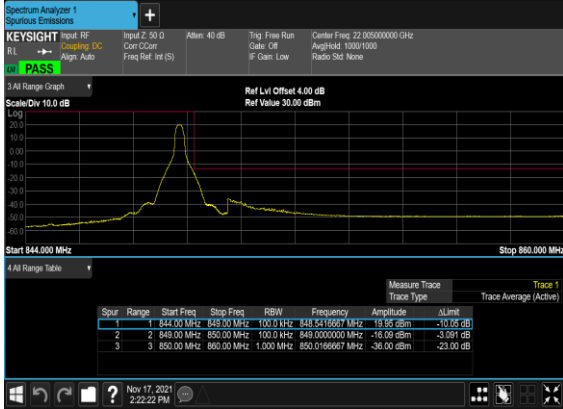 Spectrum Analyzer 1
Spurious Emissions
+
KEYSIGHT Input: RF Input Z: 50 Ω Atten: 40 dB Trig: Free Run Center Freq: 22.005000000 GHz
RL Coupling: DC Corr CCorr Gate: Off Avg|Hold: 1000/1000
Align: Auto Freq Ref: Int (S) IF Gain: Low Radio Std: None
PASS
3 All Range Graph
Ref Lvl Offset 4.00 dB
Scale/Div 10.0 dB Ref Value 30.00 dBm
Log
20.0
10.0
0.00
-10.0
-20.0
-30.0
-40.0
-50.0
-60.0
Start 844.000 MHz Stop 860.000 MHz
4 All Range Table
Measure Trace Trace 1
Trace Type Trace Average (Active)
Spur Range Start Freq Stop Freq RBW Frequency Amplitude ΔLimit
1 1 844.00 MHz 849.00 MHz 100.0 kHz 848.5416667 MHz 19.95 dBm -10.05 dB
2 2 849.00 MHz 850.00 MHz 100.0 kHz 849.0000000 MHz -16.09 dBm -3.091 dB
3 3 850.00 MHz 860.00 MHz 1.000 MHz 850.0166667 MHz -36.00 dBm -23.00 dB
? Nov 17, 2021
2:22:22 PM